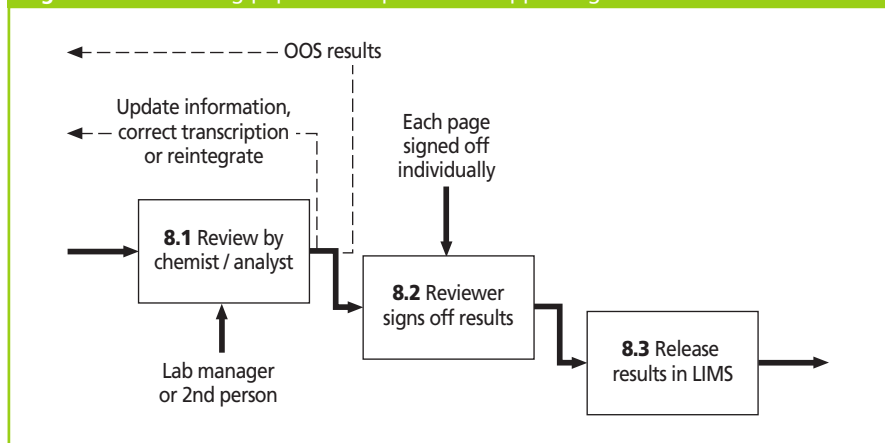 OOS results
Update information,
correct transcription
or reintegrate
Each page
signed off
individually
8.1 Review by
chemist / analyst
8.2 Reviewer
signs off results
Lab manager
or 2nd person
8.3 Release
results in LIMS